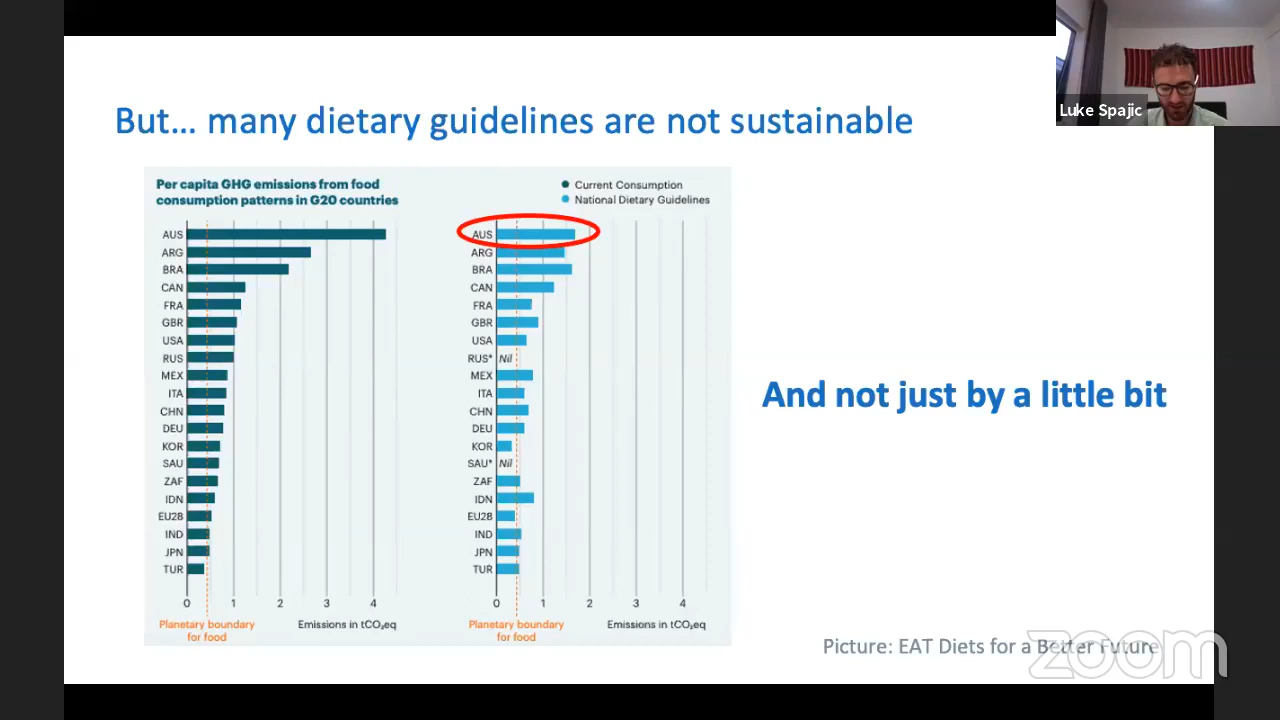 But... many dietary guidelines are not sustainable
Luke Spajic
Per capita GHG emissions from food
consumption patterns in G20 countries
Current Consumption
National Dietary Guidelines
AUS
ARG
BRA
CAN
FRA
GBR
USA
RUS
MEX
ITA
CHN
DEU
KOR
SAU
ZAF
IDN
EU28
IND
JPN
TUR
0 1 2 3 4
Planetary boundary
for food
Emissions in tCO₂eq
AUS
ARG
BRA
CAN
FRA
GBR
USA
RUS* Nil
MEX
ITA
CHN
DEU
KOR
SAU* Nil
ZAF
IDN
EU28
IND
JPN
TUR
0 1 2 3 4
Planetary boundary
for food
Emissions in tCO₂eq
And not just by a little bit
Picture: EAT Diets for a Better Future
zoom